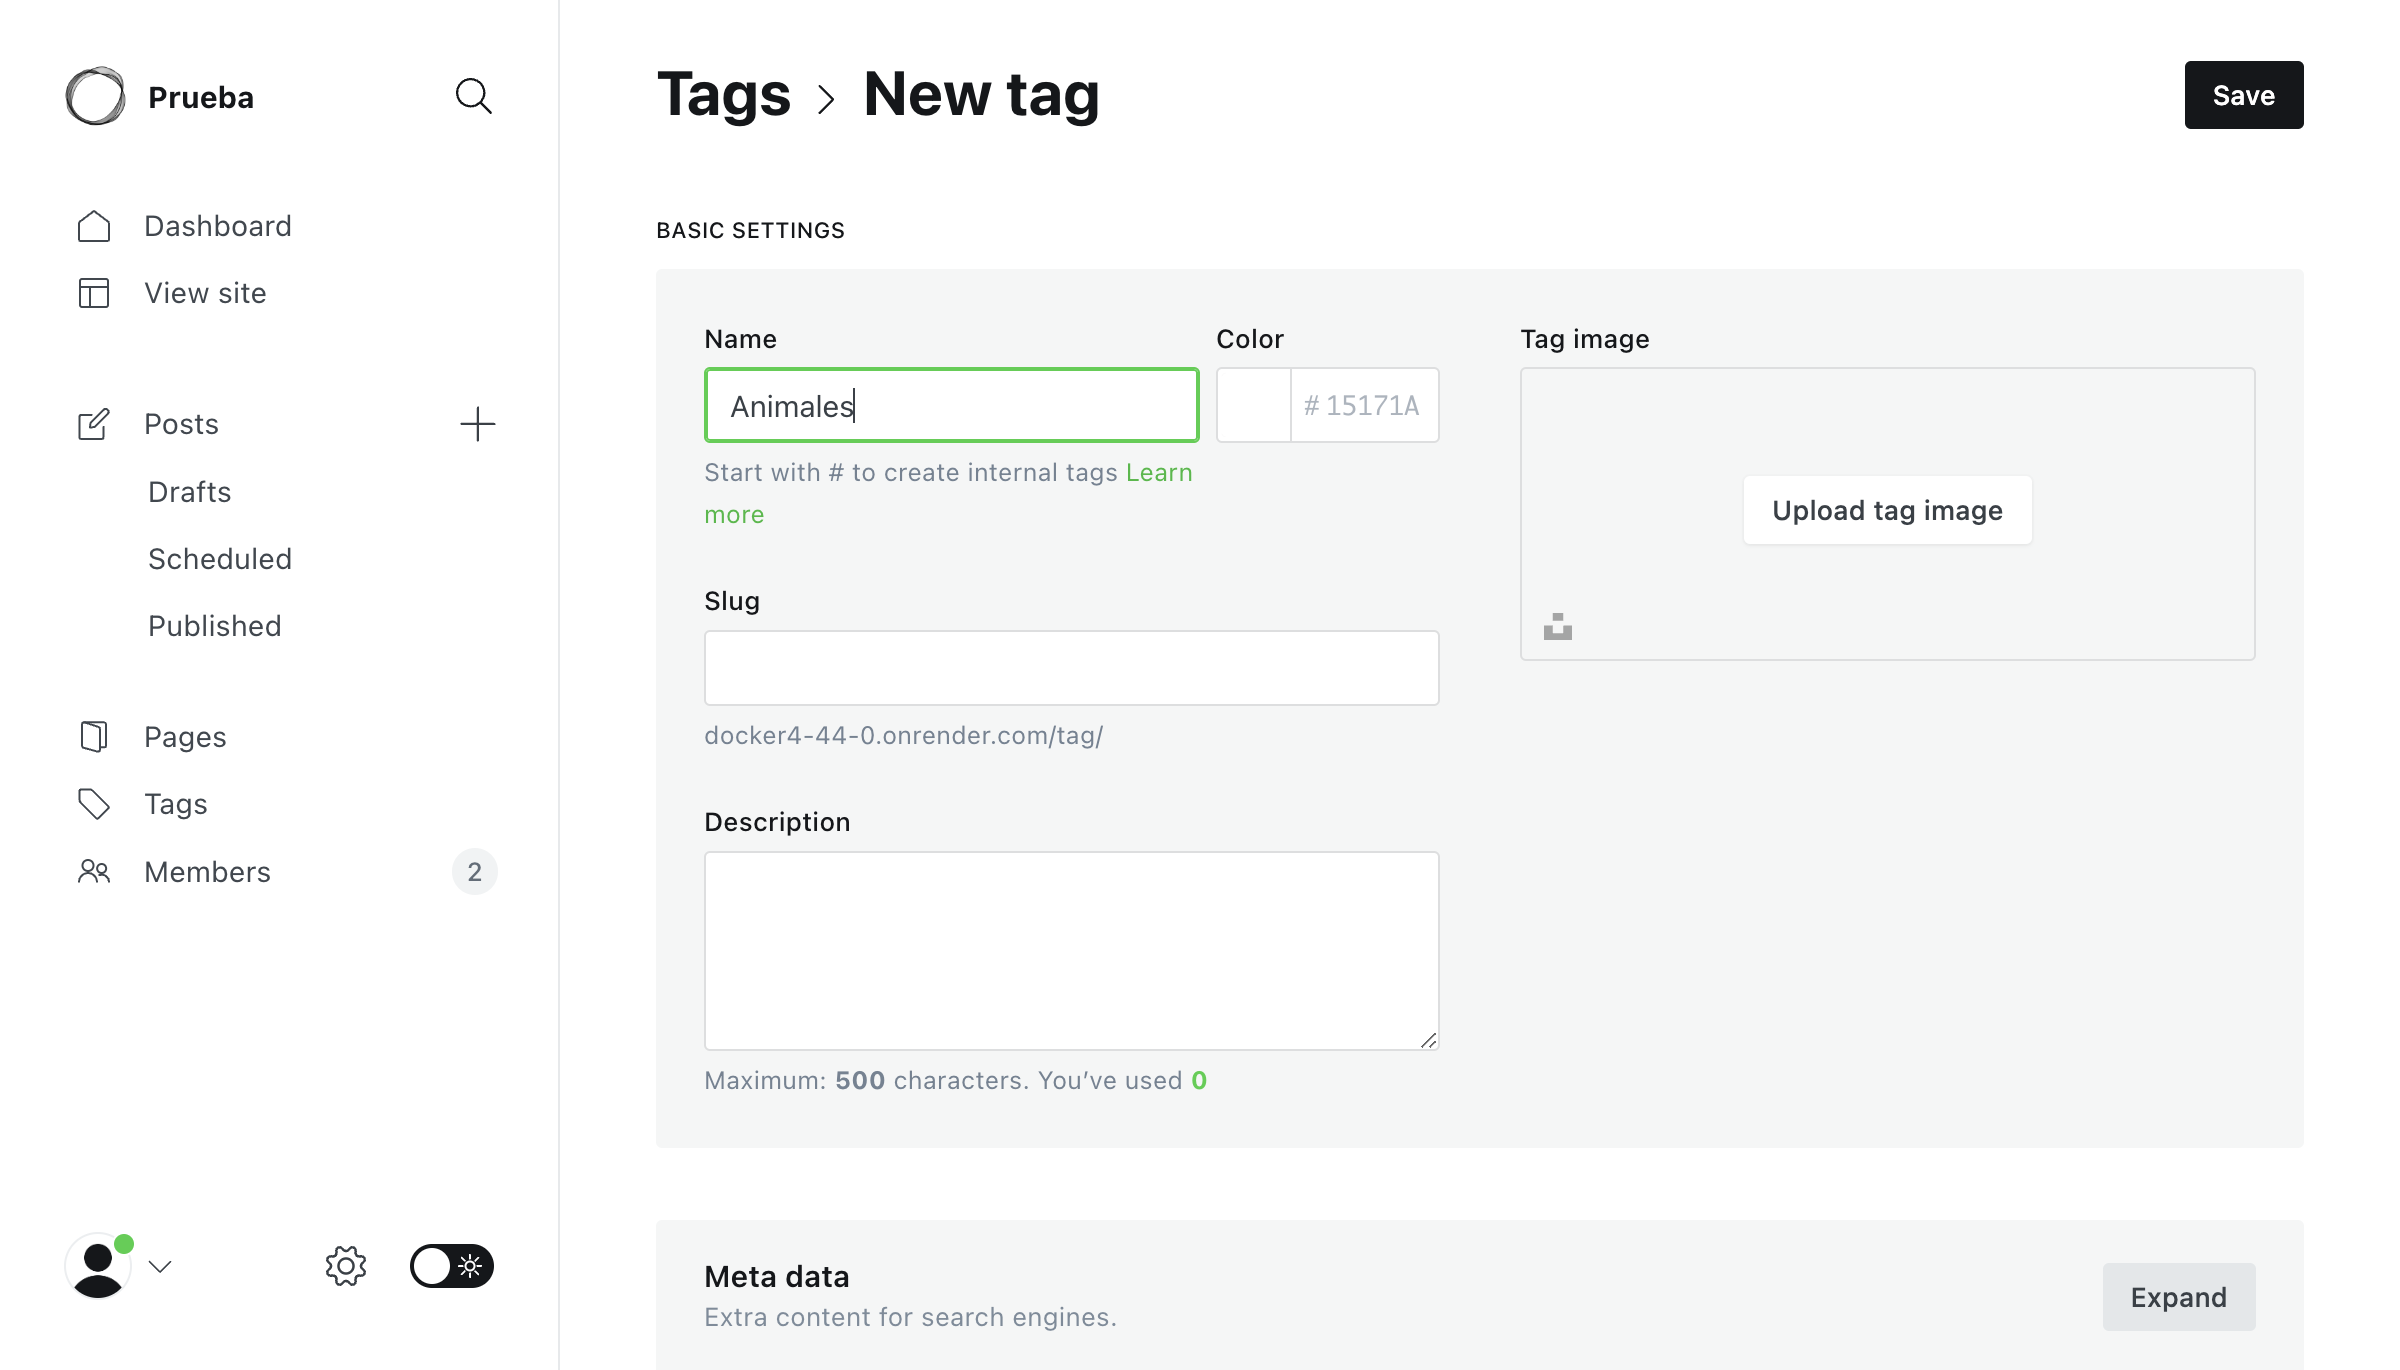 Prueba
Dashboard
View site
Posts
Drafts
Scheduled
Published
Pages
Tags
Members
2
Tags > New tag
Save
BASIC SETTINGS
Name
Animales
Start with # to create internal tags Learn
more
Color
# 15171A
Tag image
Upload tag image
Slug
docker4-44-0.onrender.com/tag/
Description
Maximum: 500 characters. You’ve used 0
Meta data
Extra content for search engines.
Expand